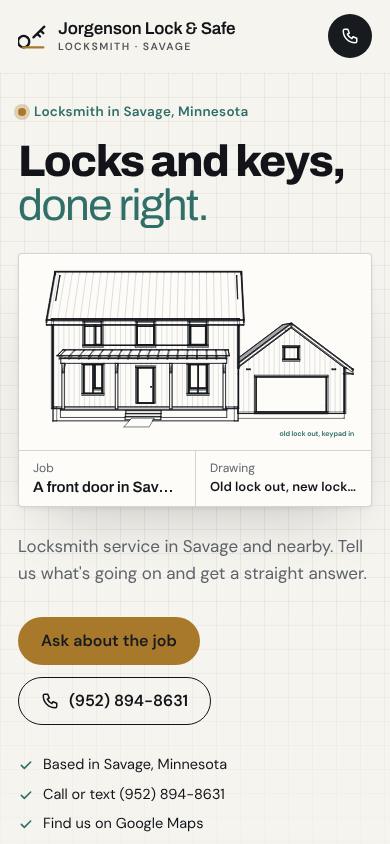 Jorgenson Lock & Safe
LOCKSMITH · SAVAGE
Locksmith in Savage, Minnesota
Locks and keys,
done right.
old lock out, keypad in
Job
A front door in Sav...
Drawing
Old lock out, new lock...
Locksmith service in Savage and nearby. Tell
us what's going on and get a straight answer.
Ask about the job
(952) 894-8631
Based in Savage, Minnesota
Call or text (952) 894-8631
Find us on Google Maps